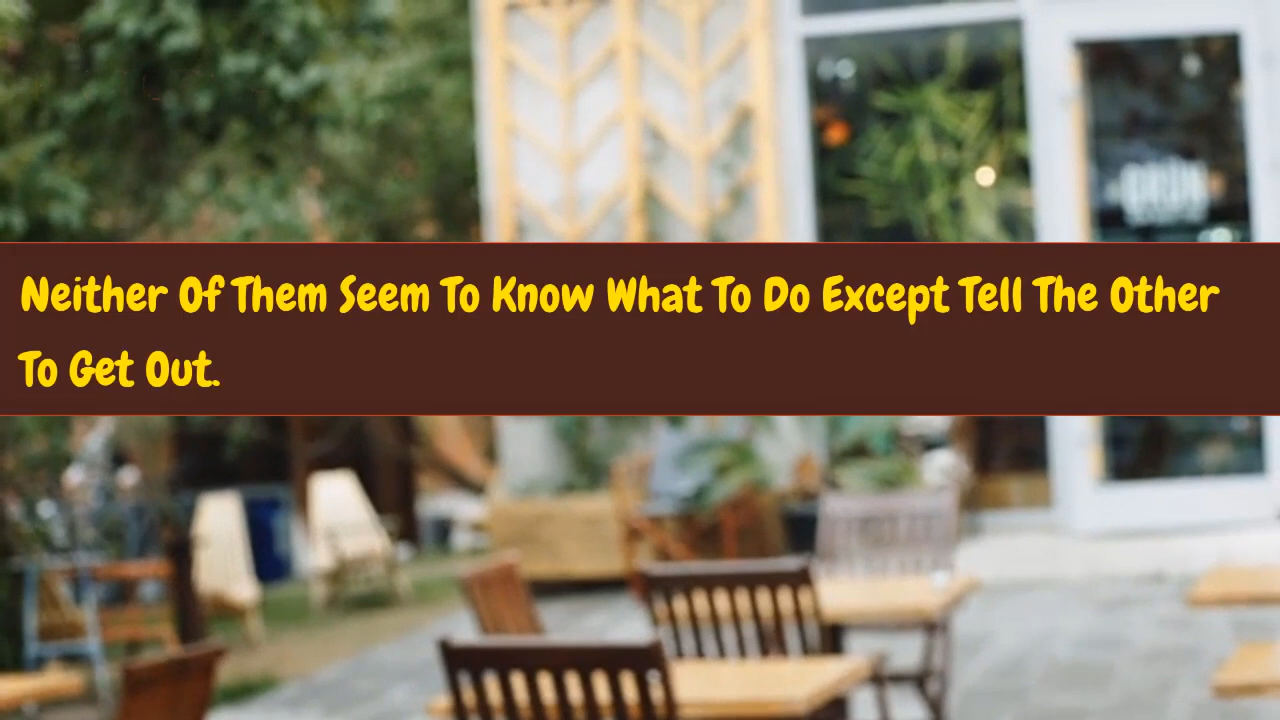 Neither Of Them Seem To Know What To Do Except Tell The Other
To Get Out.